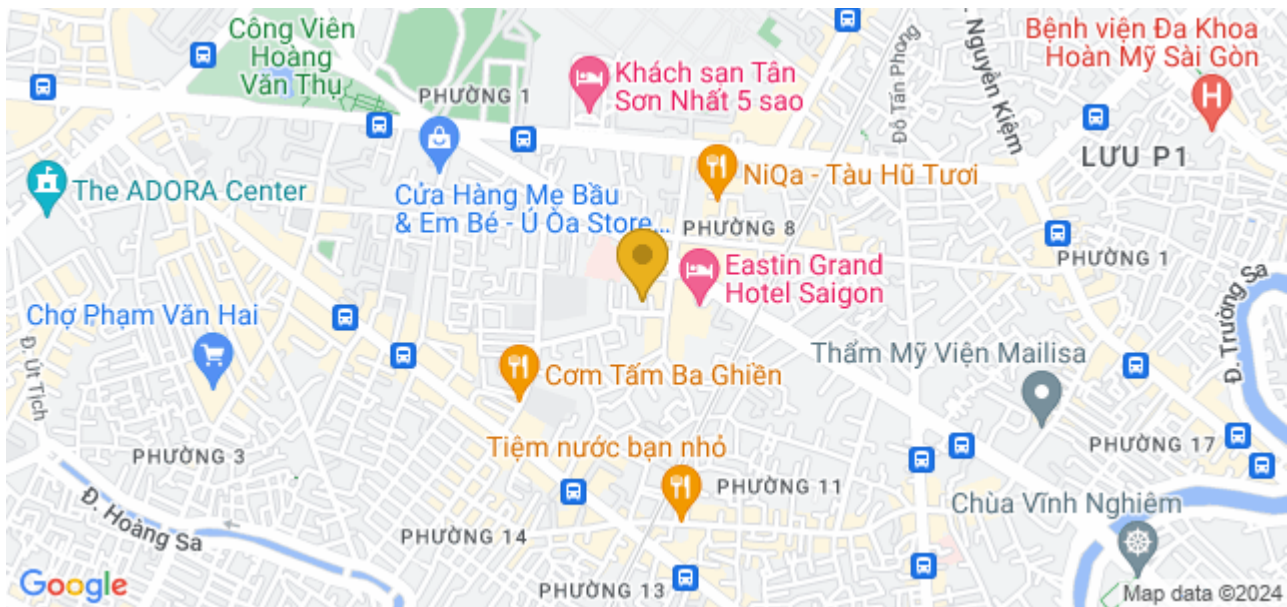 Công Viên
Hoàng
Văn Thụ
PHƯỜNG 1
Khách sạn Tân
Sơn Nhất 5 sao
Đỗ Tấn Phong
Nguyễn Kiệm
Bệnh viện Đa Khoa
Hoàn Mỹ Sài Gòn
H
LƯU P1
The ADORA Center
Cửa Hàng Mẹ Bầu
& Em Bé - Ú Òa Store...
NiQa - Tàu Hũ Tươi
PHƯỜNG 8
PHƯỜNG 1
Eastin Grand
Hotel Saigon
Đ. Trường Sa
Chợ Phạm Văn Hai
Đ. Út Tịch
Thẩm Mỹ Viện Mailisa
Cơm Tấm Ba Ghiền
Tiệm nước bạn nhỏ
PHƯỜNG 3
PHƯỜNG 17
PHƯỜNG 11
Chùa Vĩnh Nghiêm
Đ. Hoàng Sa
PHƯỜNG 14
PHƯỜNG 13
Google
Map data ©2024